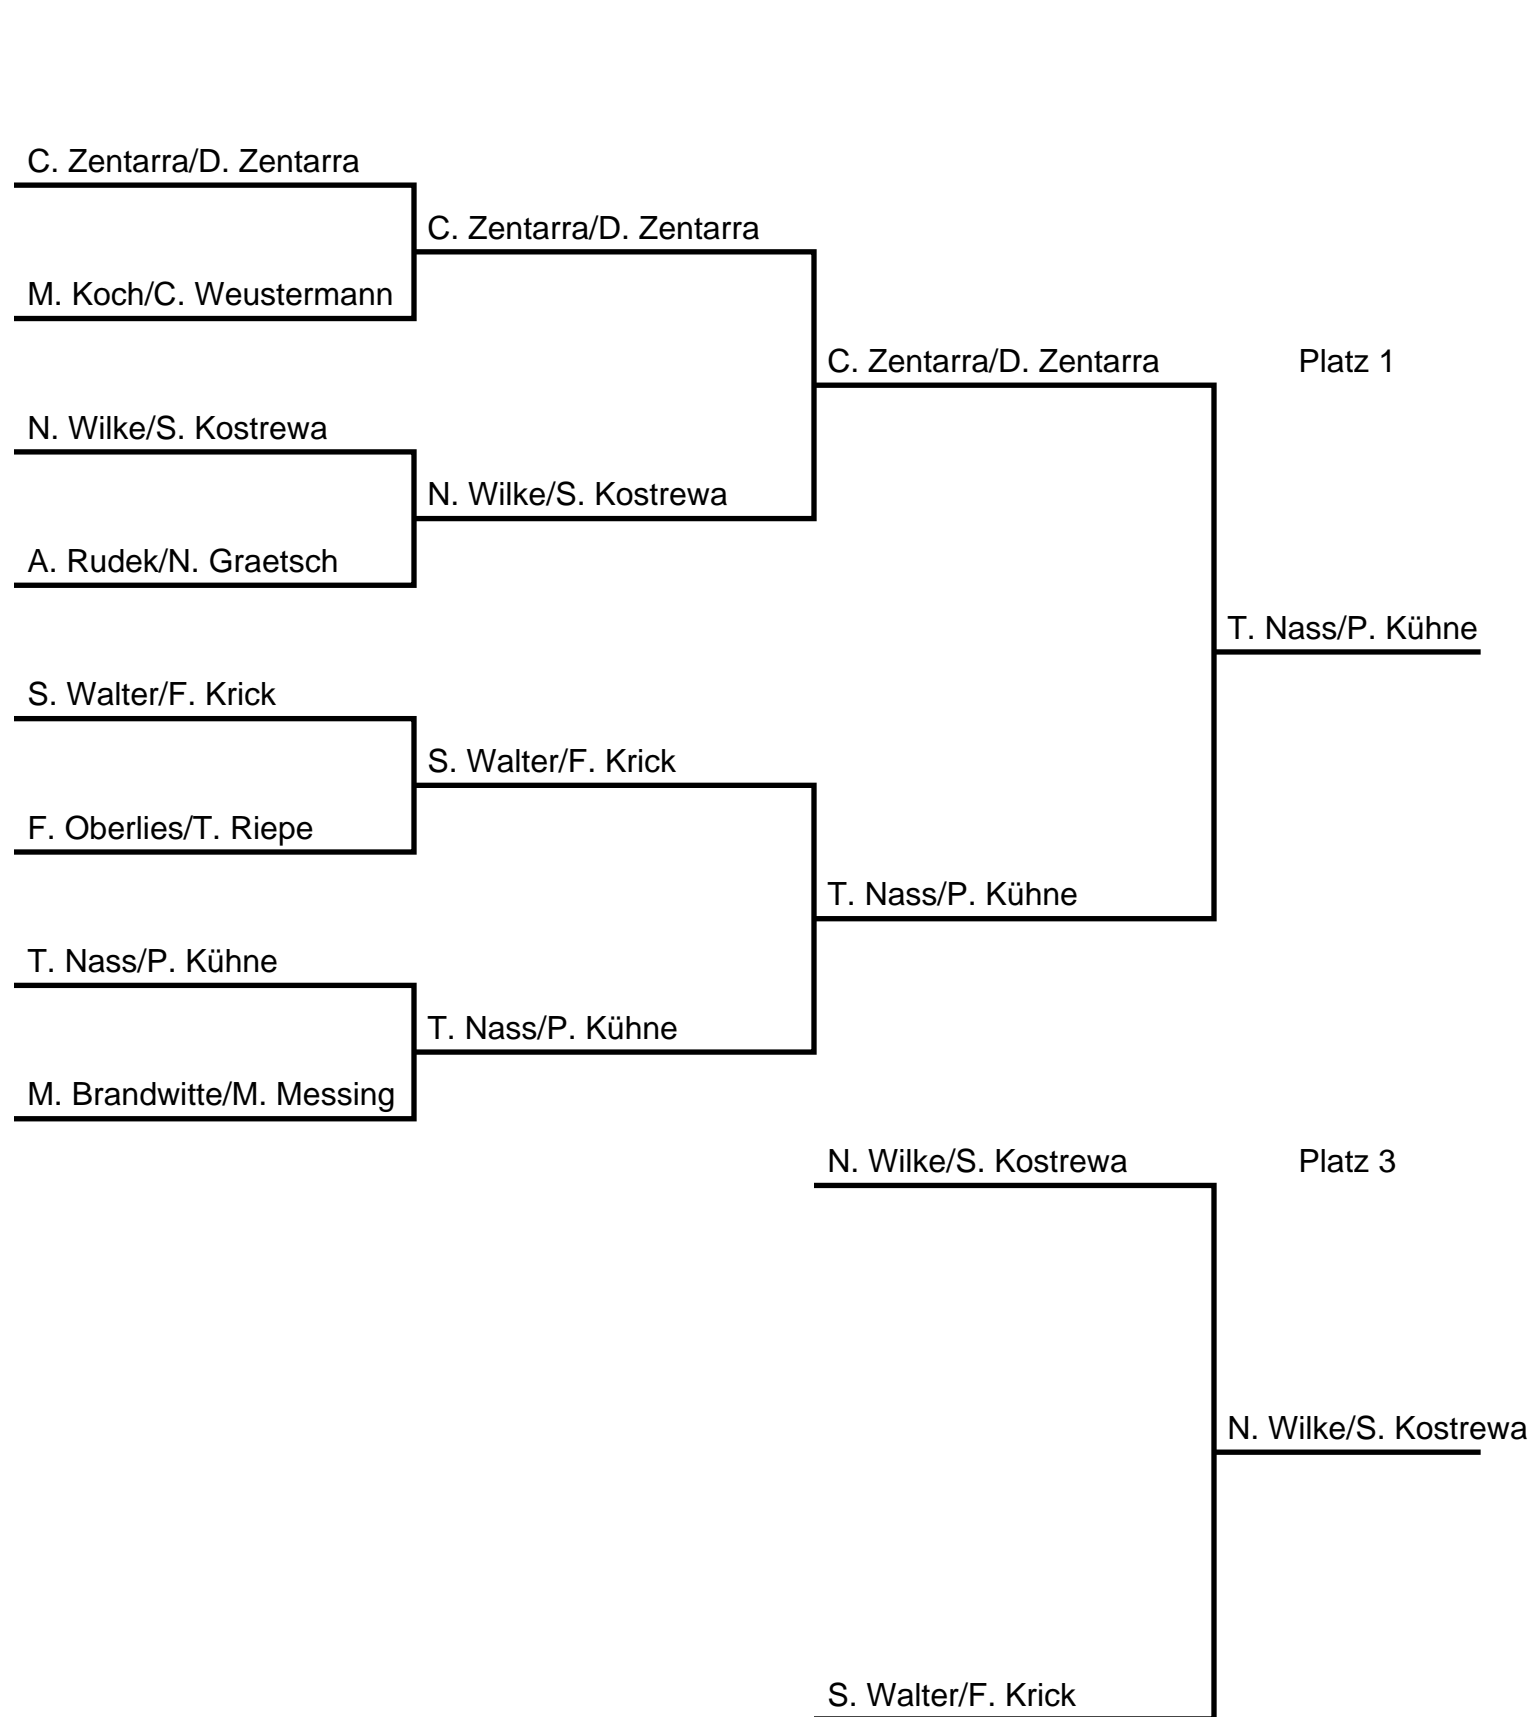 C. Zentarra/D. Zentarra
C. Zentarra/D. Zentarra
M. Koch/C. Weustermann
C. Zentarra/D. Zentarra
Platz 1
N. Wilke/S. Kostrewa
N. Wilke/S. Kostrewa
A. Rudek/N. Graetsch
T. Nass/P. Kühne
S. Walter/F. Krick
S. Walter/F. Krick
F. Oberlies/T. Riepe
T. Nass/P. Kühne
T. Nass/P. Kühne
T. Nass/P. Kühne
M. Brandwitte/M. Messing
N. Wilke/S. Kostrewa
Platz 3
N. Wilke/S. Kostrewa
S. Walter/F. Krick